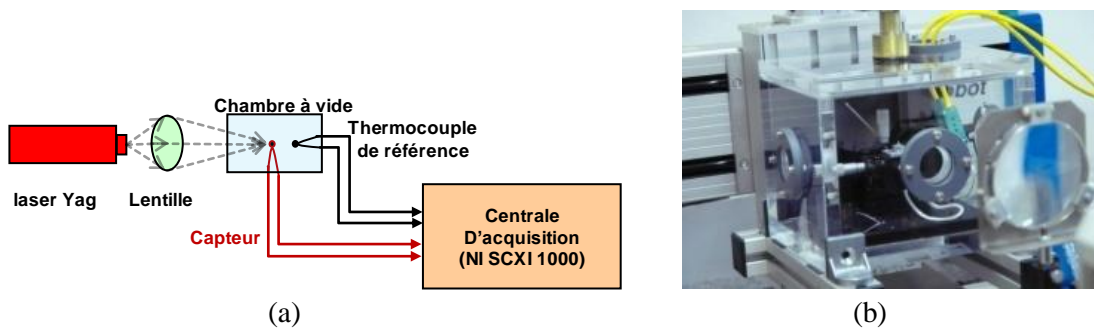 Chambre à vide
Thermocouple
de référence
laser Yag
Lentille
Capteur
Centrale
D'acquisition
(NI SCXI 1000)
(a)
(b)